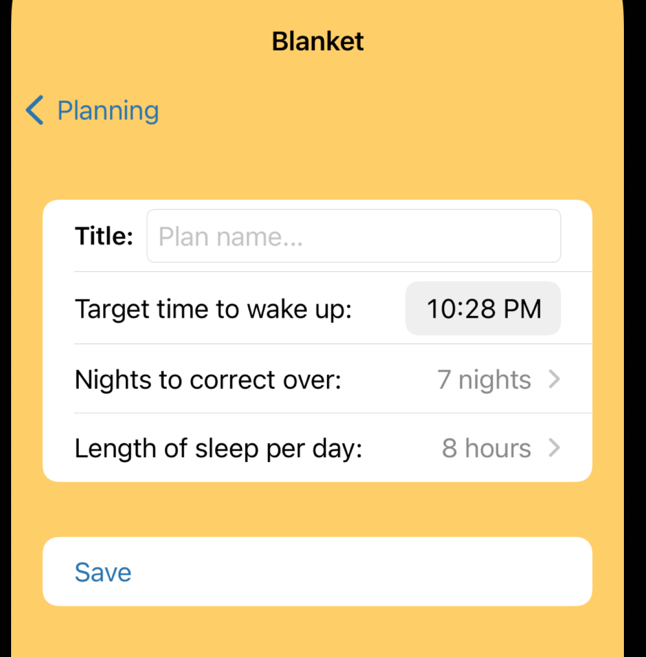 Blanket
Planning
Title: Plan name...
Target time to wake up: 10:28 PM
Nights to correct over: 7 nights
Length of sleep per day: 8 hours
Save